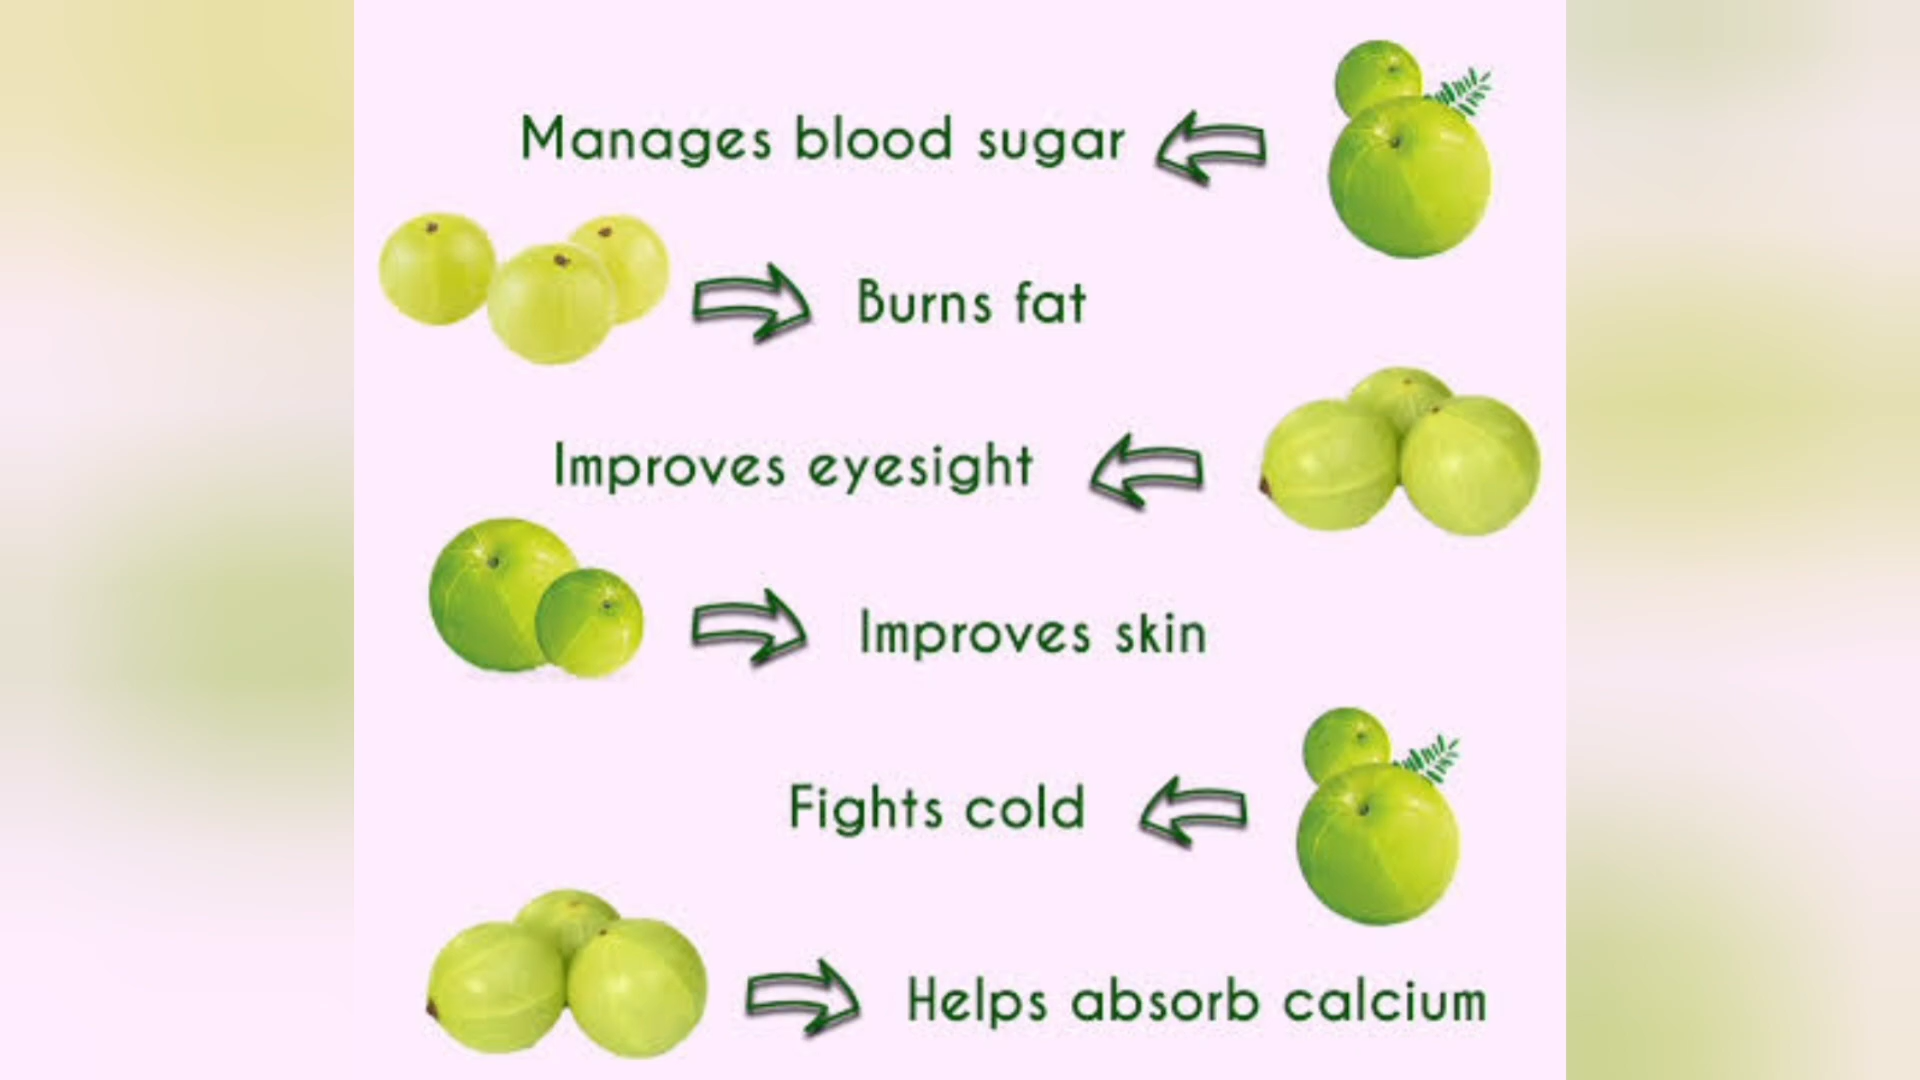 Manages blood sugar
Burns fat
Improves eyesight
Improves skin
Fights cold
Helps absorb calcium